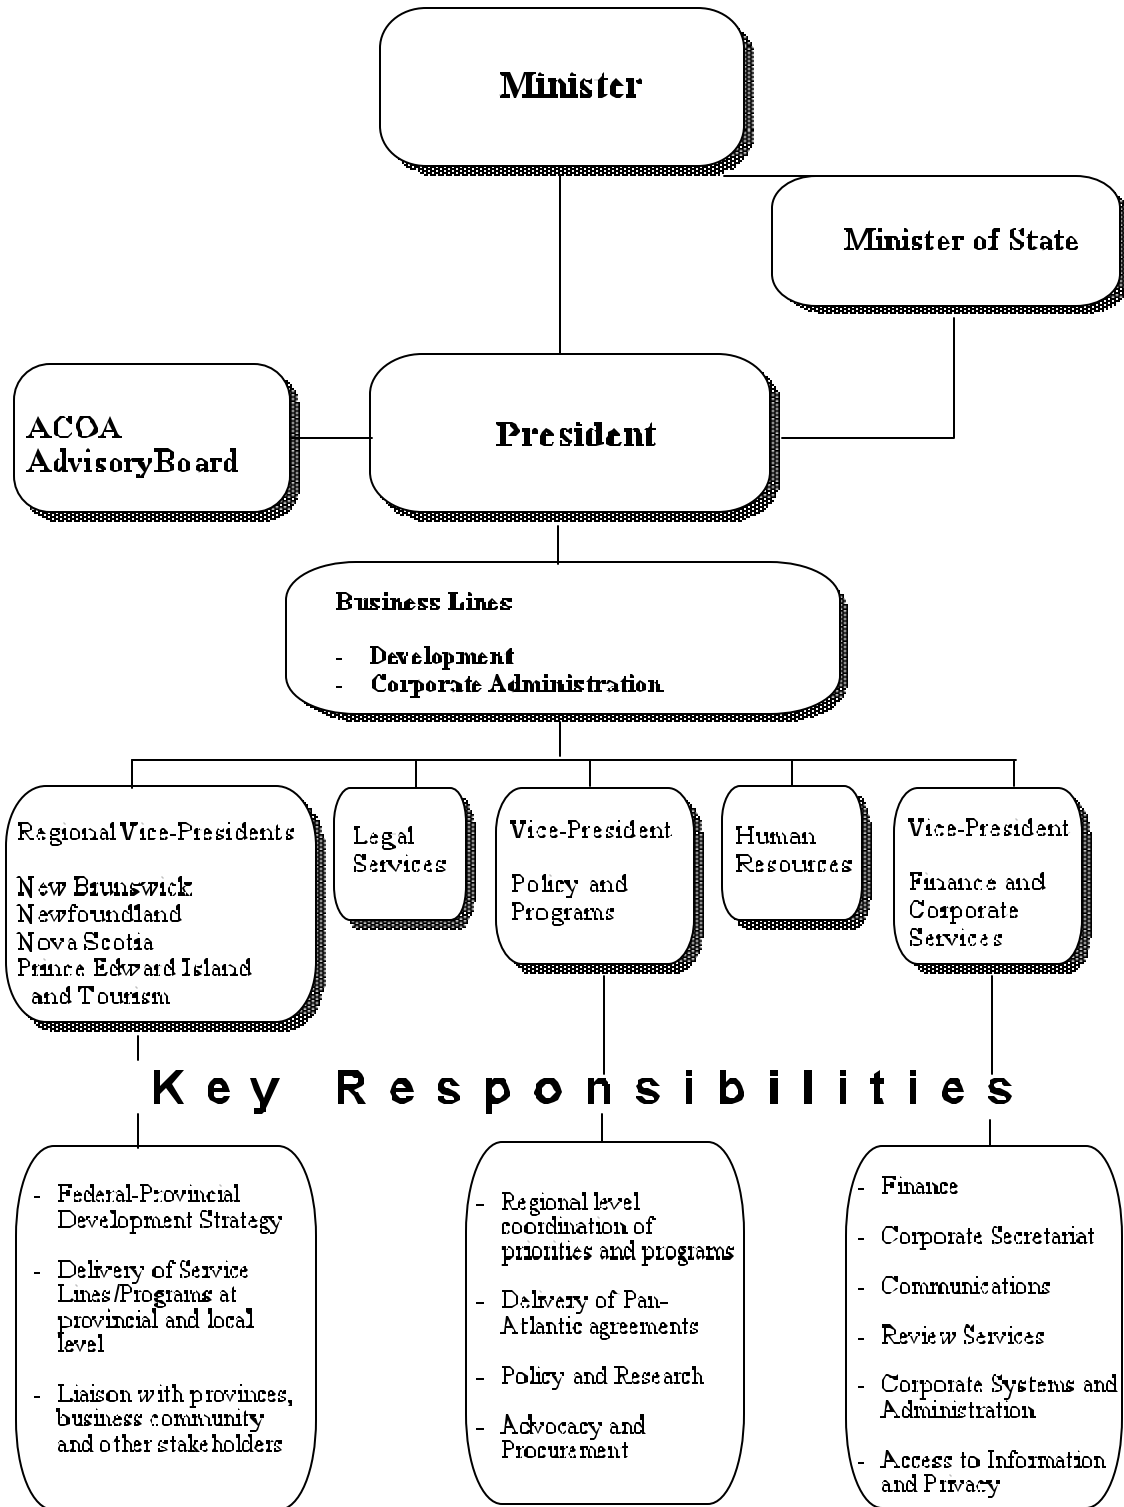 Minister
Minister of State
ACOA
AdvisoryBoard
President
Business Lines
- Development
- Corporate Administration
Regional Vice-Presidents
New Brunswick
Newfoundland
Nova Scotia
Prince Edward Island
and Tourism
Legal
Services
Vice-President
Policy and
Programs
Human
Resources
Vice-President
Finance and
Corporate
Services
Key Responsibilities
- Federal-Provincial
Development Strategy
- Delivery of Service
Lines/Programs at
provincial and local
level
- Liaison with provinces,
business community
and other stakeholders
- Regional level
coordination of
priorities and programs
- Delivery of Pan-
Atlantic agreements
- Policy and Research
- Advocacy and
Procurement
- Finance
- Corporate Secretariat
- Communications
- Review Services
- Corporate Systems and
Administration
- Access to Information
and Privacy